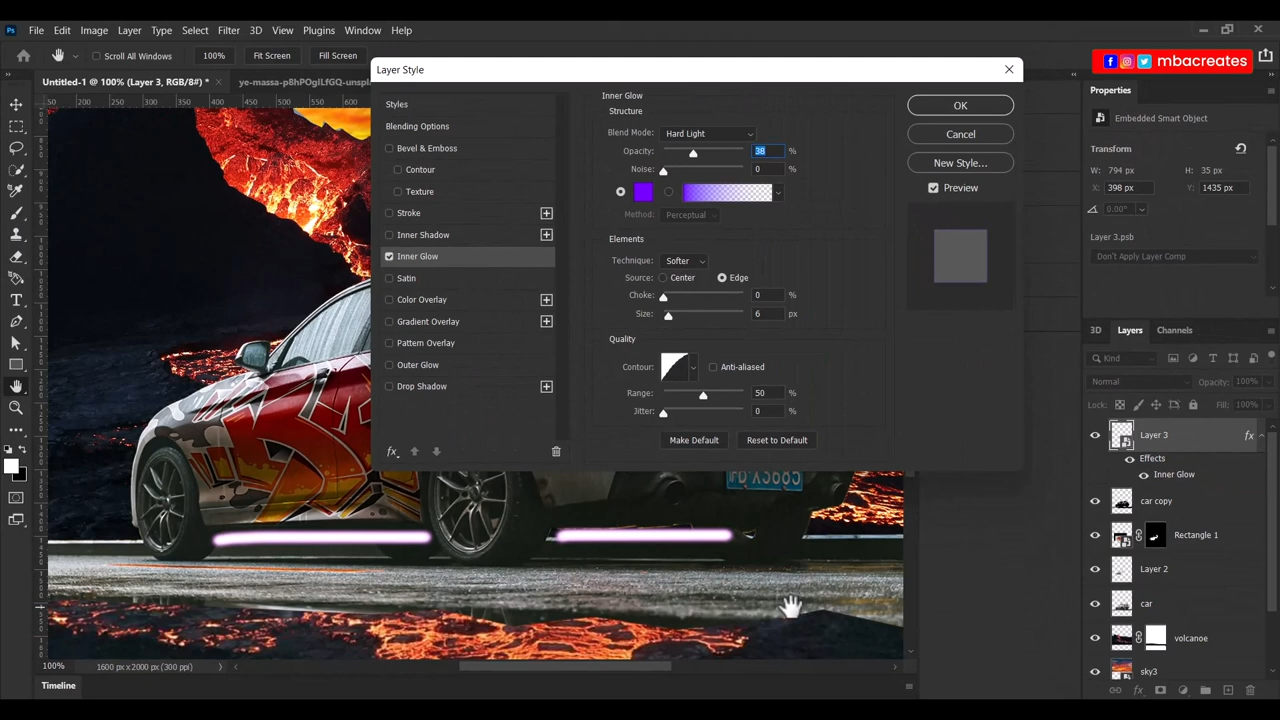 Ps File Edit Image Layer Type Select Filter 3D View Plugins Window Help
Scroll All Windows 100% Fit Screen Fill Screen
mbacreates
Untitled-1 @ 100% (Layer 3, RGB/8#) *
Layer Style
Styles
Blending Options
Bevel & Emboss
Contour
Texture
Stroke
Inner Shadow
Inner Glow
Satin
Color Overlay
Gradient Overlay
Pattern Overlay
Outer Glow
Drop Shadow
fx
Inner Glow
Structure
Blend Mode: Hard Light
Opacity: 38 %
Noise: 0 %
Method: Perceptual
Elements
Technique: Softer
Source: Center Edge
Choke: 0 %
Size: 6 px
Quality
Contour: Anti-aliased
Range: 50 %
Jitter: 0 %
Make Default Reset to Default
OK
Cancel
New Style...
Preview
Properties
Embedded Smart Object
Transform
W: 794 px H: 35 px
X: 398 px Y: 1435 px
0.00°
Layer 3.psb
Don't Apply Layer Comp
3D Layers Channels
Kind
Normal Opacity: 100%
Lock: Fill: 100%
Layer 3 fx
Effects
Inner Glow
car copy
Rectangle 1
Layer 2
car
volcane
sky3
100% 1600 px x 2000 px (300 ppi)
Timeline